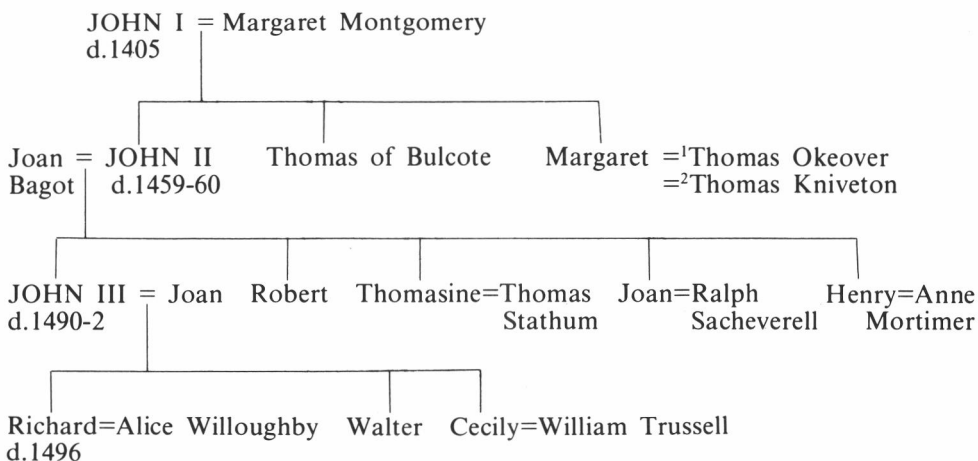 JOHN I = Margaret Montgomery
d.1405
Joan = JOHN II Thomas of Bulcote Margaret =¹Thomas Okeover
Bagot d.1459-60 =²Thomas Kniveton
JOHN III = Joan Robert Thomasine=Thomas Joan=Ralph Henry=Anne
d.1490-2 Stathum Sacheverell Mortimer
Richard=Alice Willoughby Walter Cecily=William Trussell
d.1496